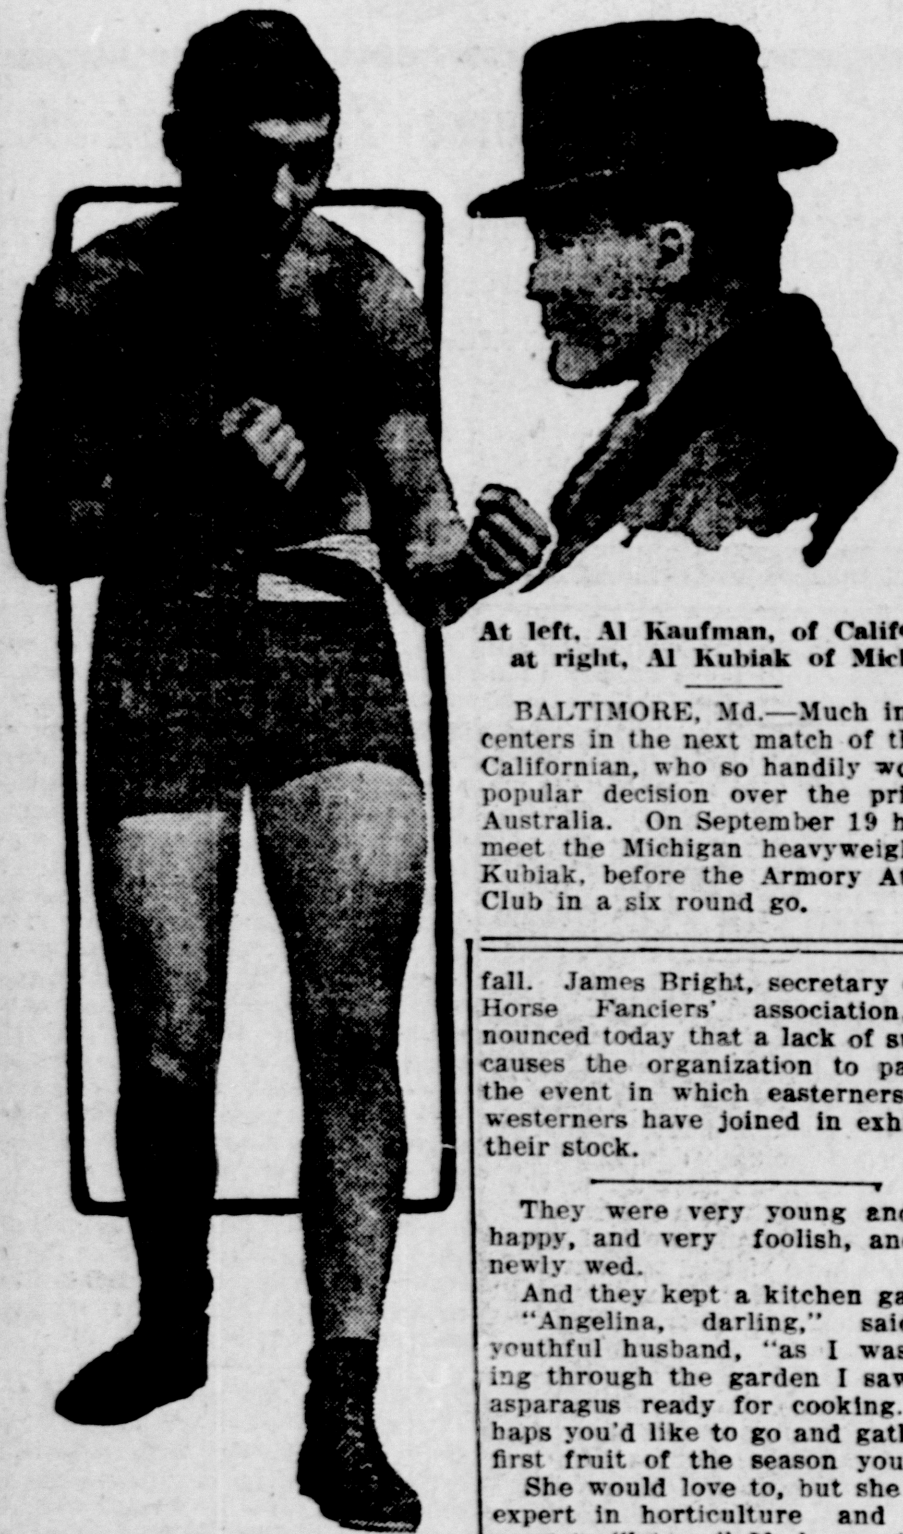 At left, Al Kaufman, of Calif
at right, Al Kubiak of Mich
BALTIMORE, Md.—Much in
centers in the next match of th
Californian, who so handily wo
popular decision over the pri
Australia. On September 19 h
meet the Michigan heavyweigh
Kubiak, before the Armory At
Club in a six round go.
fall. James Bright, secretary
Horse Fanciers' association,
nounced today that a lack of su
causes the organization to pa
the event in which easterners
westerners have joined in exh
their stock.
They were very young and
happy, and very foolish, and
newly wed.
And they kept a kitchen ga
"Angelina, darling," said
youthful husband, "as I was
ing through the garden I saw
asparagus ready for cooking.
haps you'd like to go and gath
first fruit of the season you
She would love to, but she
expert in horticulture and